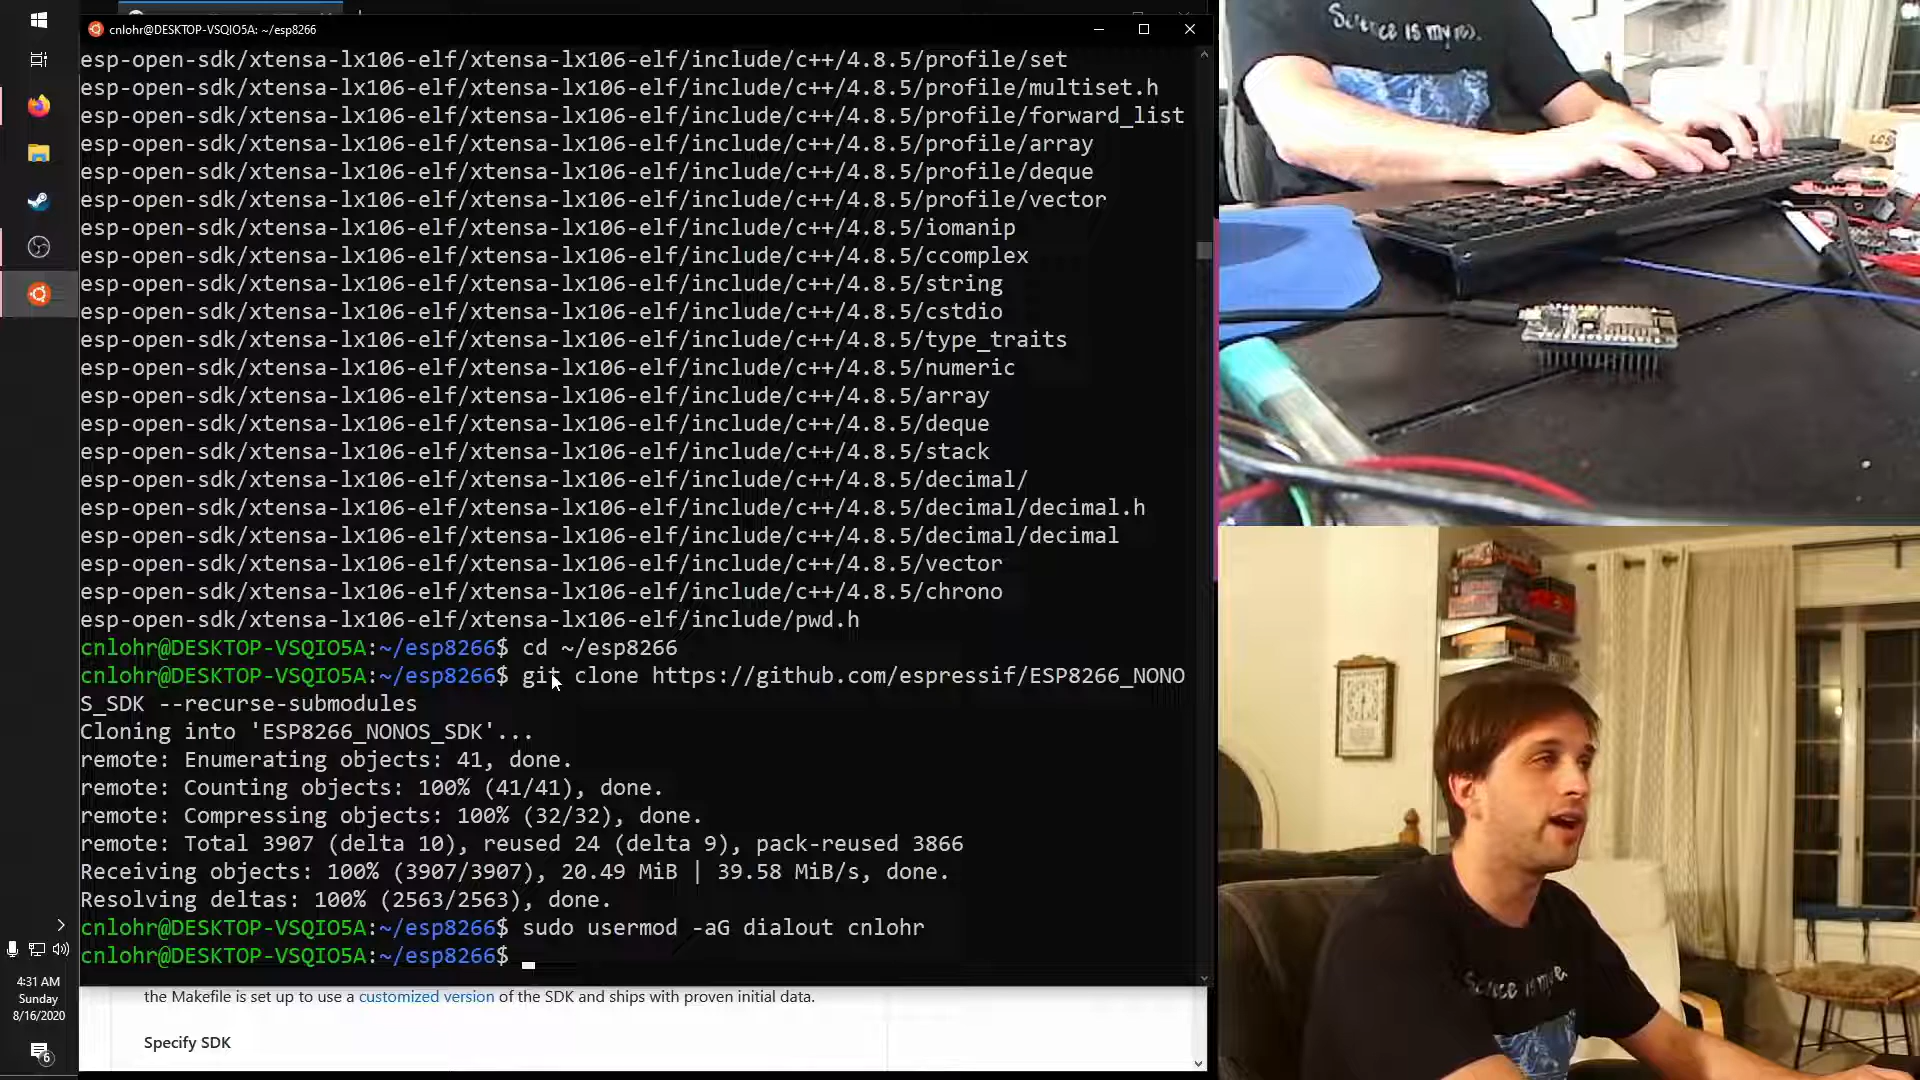 cnlohr@DESKTOP-VSQIO5A: ~/esp8266
esp-open-sdk/xtensa-lx106-elf/xtensa-lx106-elf/include/c++/4.8.5/profile/set
esp-open-sdk/xtensa-lx106-elf/xtensa-lx106-elf/include/c++/4.8.5/profile/multiset.h
esp-open-sdk/xtensa-lx106-elf/xtensa-lx106-elf/include/c++/4.8.5/profile/forward_list
esp-open-sdk/xtensa-lx106-elf/xtensa-lx106-elf/include/c++/4.8.5/profile/array
esp-open-sdk/xtensa-lx106-elf/xtensa-lx106-elf/include/c++/4.8.5/profile/deque
esp-open-sdk/xtensa-lx106-elf/xtensa-lx106-elf/include/c++/4.8.5/profile/vector
esp-open-sdk/xtensa-lx106-elf/xtensa-lx106-elf/include/c++/4.8.5/iomanip
esp-open-sdk/xtensa-lx106-elf/xtensa-lx106-elf/include/c++/4.8.5/ccomplex
esp-open-sdk/xtensa-lx106-elf/xtensa-lx106-elf/include/c++/4.8.5/string
esp-open-sdk/xtensa-lx106-elf/xtensa-lx106-elf/include/c++/4.8.5/cstdio
esp-open-sdk/xtensa-lx106-elf/xtensa-lx106-elf/include/c++/4.8.5/type_traits
esp-open-sdk/xtensa-lx106-elf/xtensa-lx106-elf/include/c++/4.8.5/numeric
esp-open-sdk/xtensa-lx106-elf/xtensa-lx106-elf/include/c++/4.8.5/array
esp-open-sdk/xtensa-lx106-elf/xtensa-lx106-elf/include/c++/4.8.5/deque
esp-open-sdk/xtensa-lx106-elf/xtensa-lx106-elf/include/c++/4.8.5/stack
esp-open-sdk/xtensa-lx106-elf/xtensa-lx106-elf/include/c++/4.8.5/decimal/
esp-open-sdk/xtensa-lx106-elf/xtensa-lx106-elf/include/c++/4.8.5/decimal/decimal.h
esp-open-sdk/xtensa-lx106-elf/xtensa-lx106-elf/include/c++/4.8.5/decimal/decimal
esp-open-sdk/xtensa-lx106-elf/xtensa-lx106-elf/include/c++/4.8.5/vector
esp-open-sdk/xtensa-lx106-elf/xtensa-lx106-elf/include/c++/4.8.5/chrono
esp-open-sdk/xtensa-lx106-elf/xtensa-lx106-elf/include/pwd.h
cnlohr@DESKTOP-VSQIO5A:~/esp8266$ cd ~/esp8266
cnlohr@DESKTOP-VSQIO5A:~/esp8266$ git clone https://github.com/espressif/ESP8266_NONO
S_SDK --recurse-submodules
Cloning into 'ESP8266_NONOS_SDK'...
remote: Enumerating objects: 41, done.
remote: Counting objects: 100% (41/41), done.
remote: Compressing objects: 100% (32/32), done.
remote: Total 3907 (delta 10), reused 24 (delta 9), pack-reused 3866
Receiving objects: 100% (3907/3907), 20.49 MiB | 39.58 MiB/s, done.
Resolving deltas: 100% (2563/2563), done.
cnlohr@DESKTOP-VSQIO5A:~/esp8266$ sudo usermod -aG dialout cnlohr
cnlohr@DESKTOP-VSQIO5A:~/esp8266$
the Makefile is set up to use a customized version of the SDK and ships with proven initial data.
Specify SDK
4:31 AM
Sunday
8/16/2020
6
Science is my
Science is my